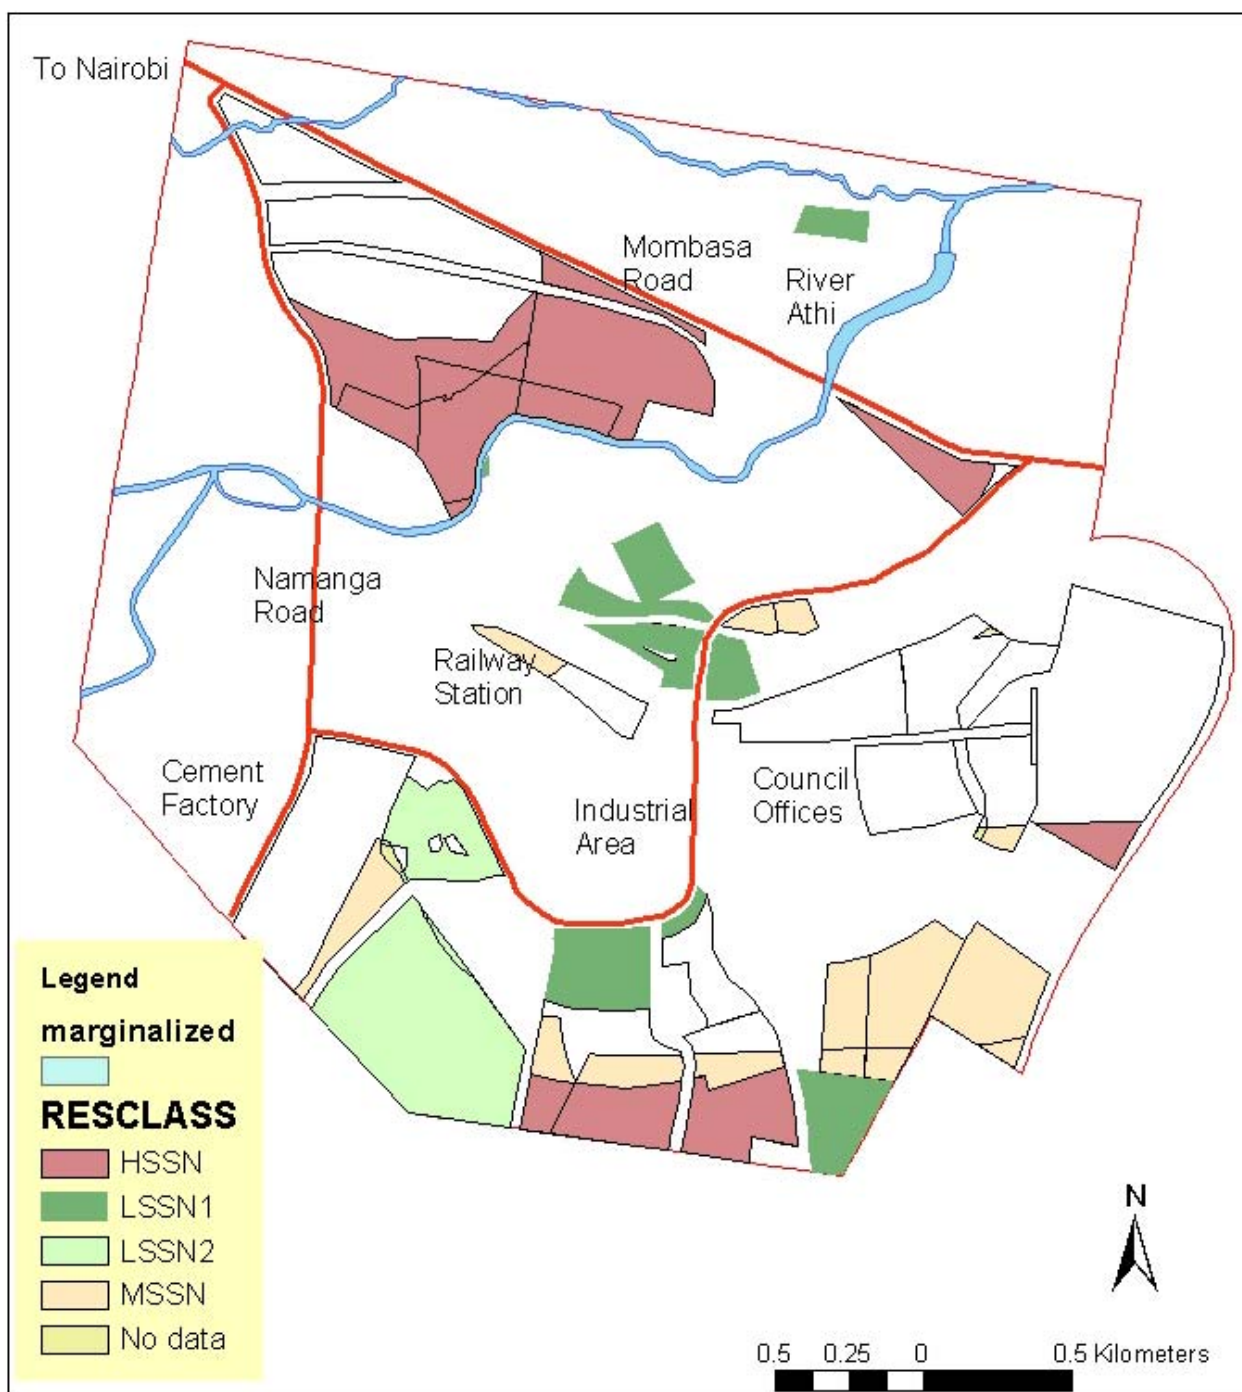 To Nairobi
Mombasa
Road
River
Athi
Namanga
Road
Railway
Station
Cement
Factory
Council
Offices
Industrial
Area
Legend
marginalized
RESCLASS
HSSN
LSSN1
LSSN2
MSSN
No data
N
0.5 0.25 0 0.5 Kilometers